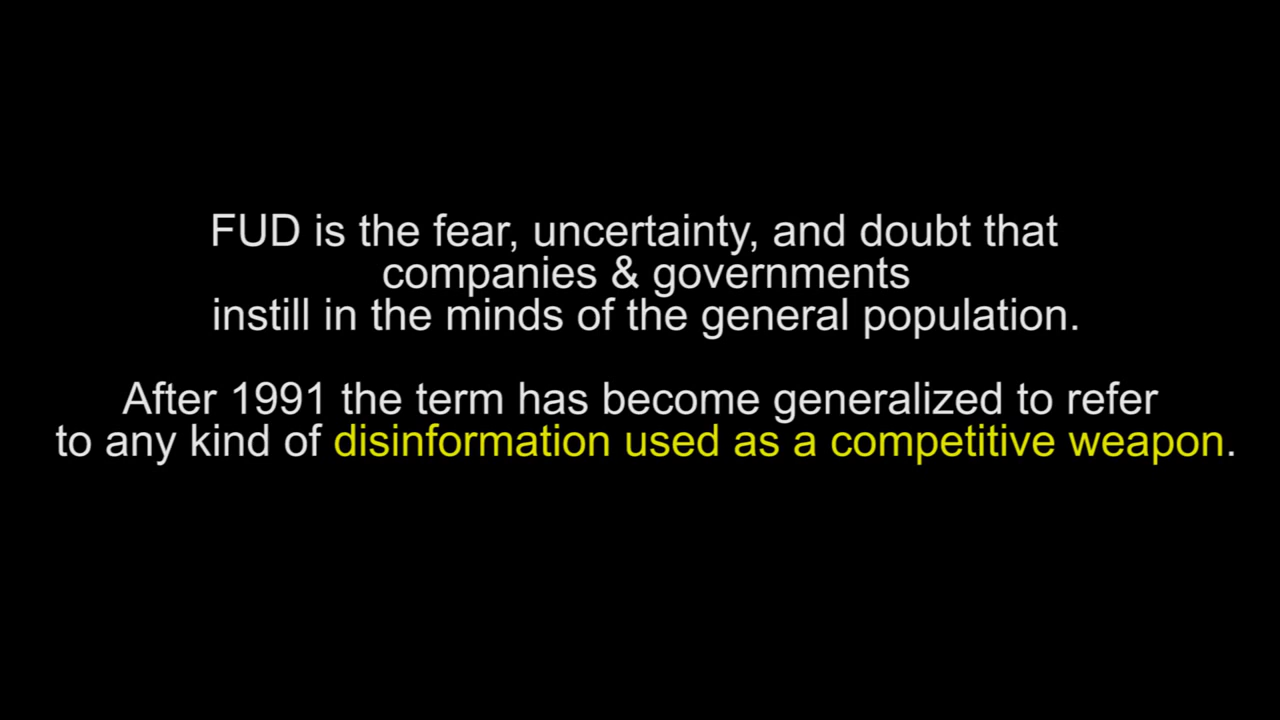 FUD is the fear, uncertainty, and doubt that
companies & governments
instill in the minds of the general population.
After 1991 the term has become generalized to refer
to any kind of disinformation used as a competitive weapon.